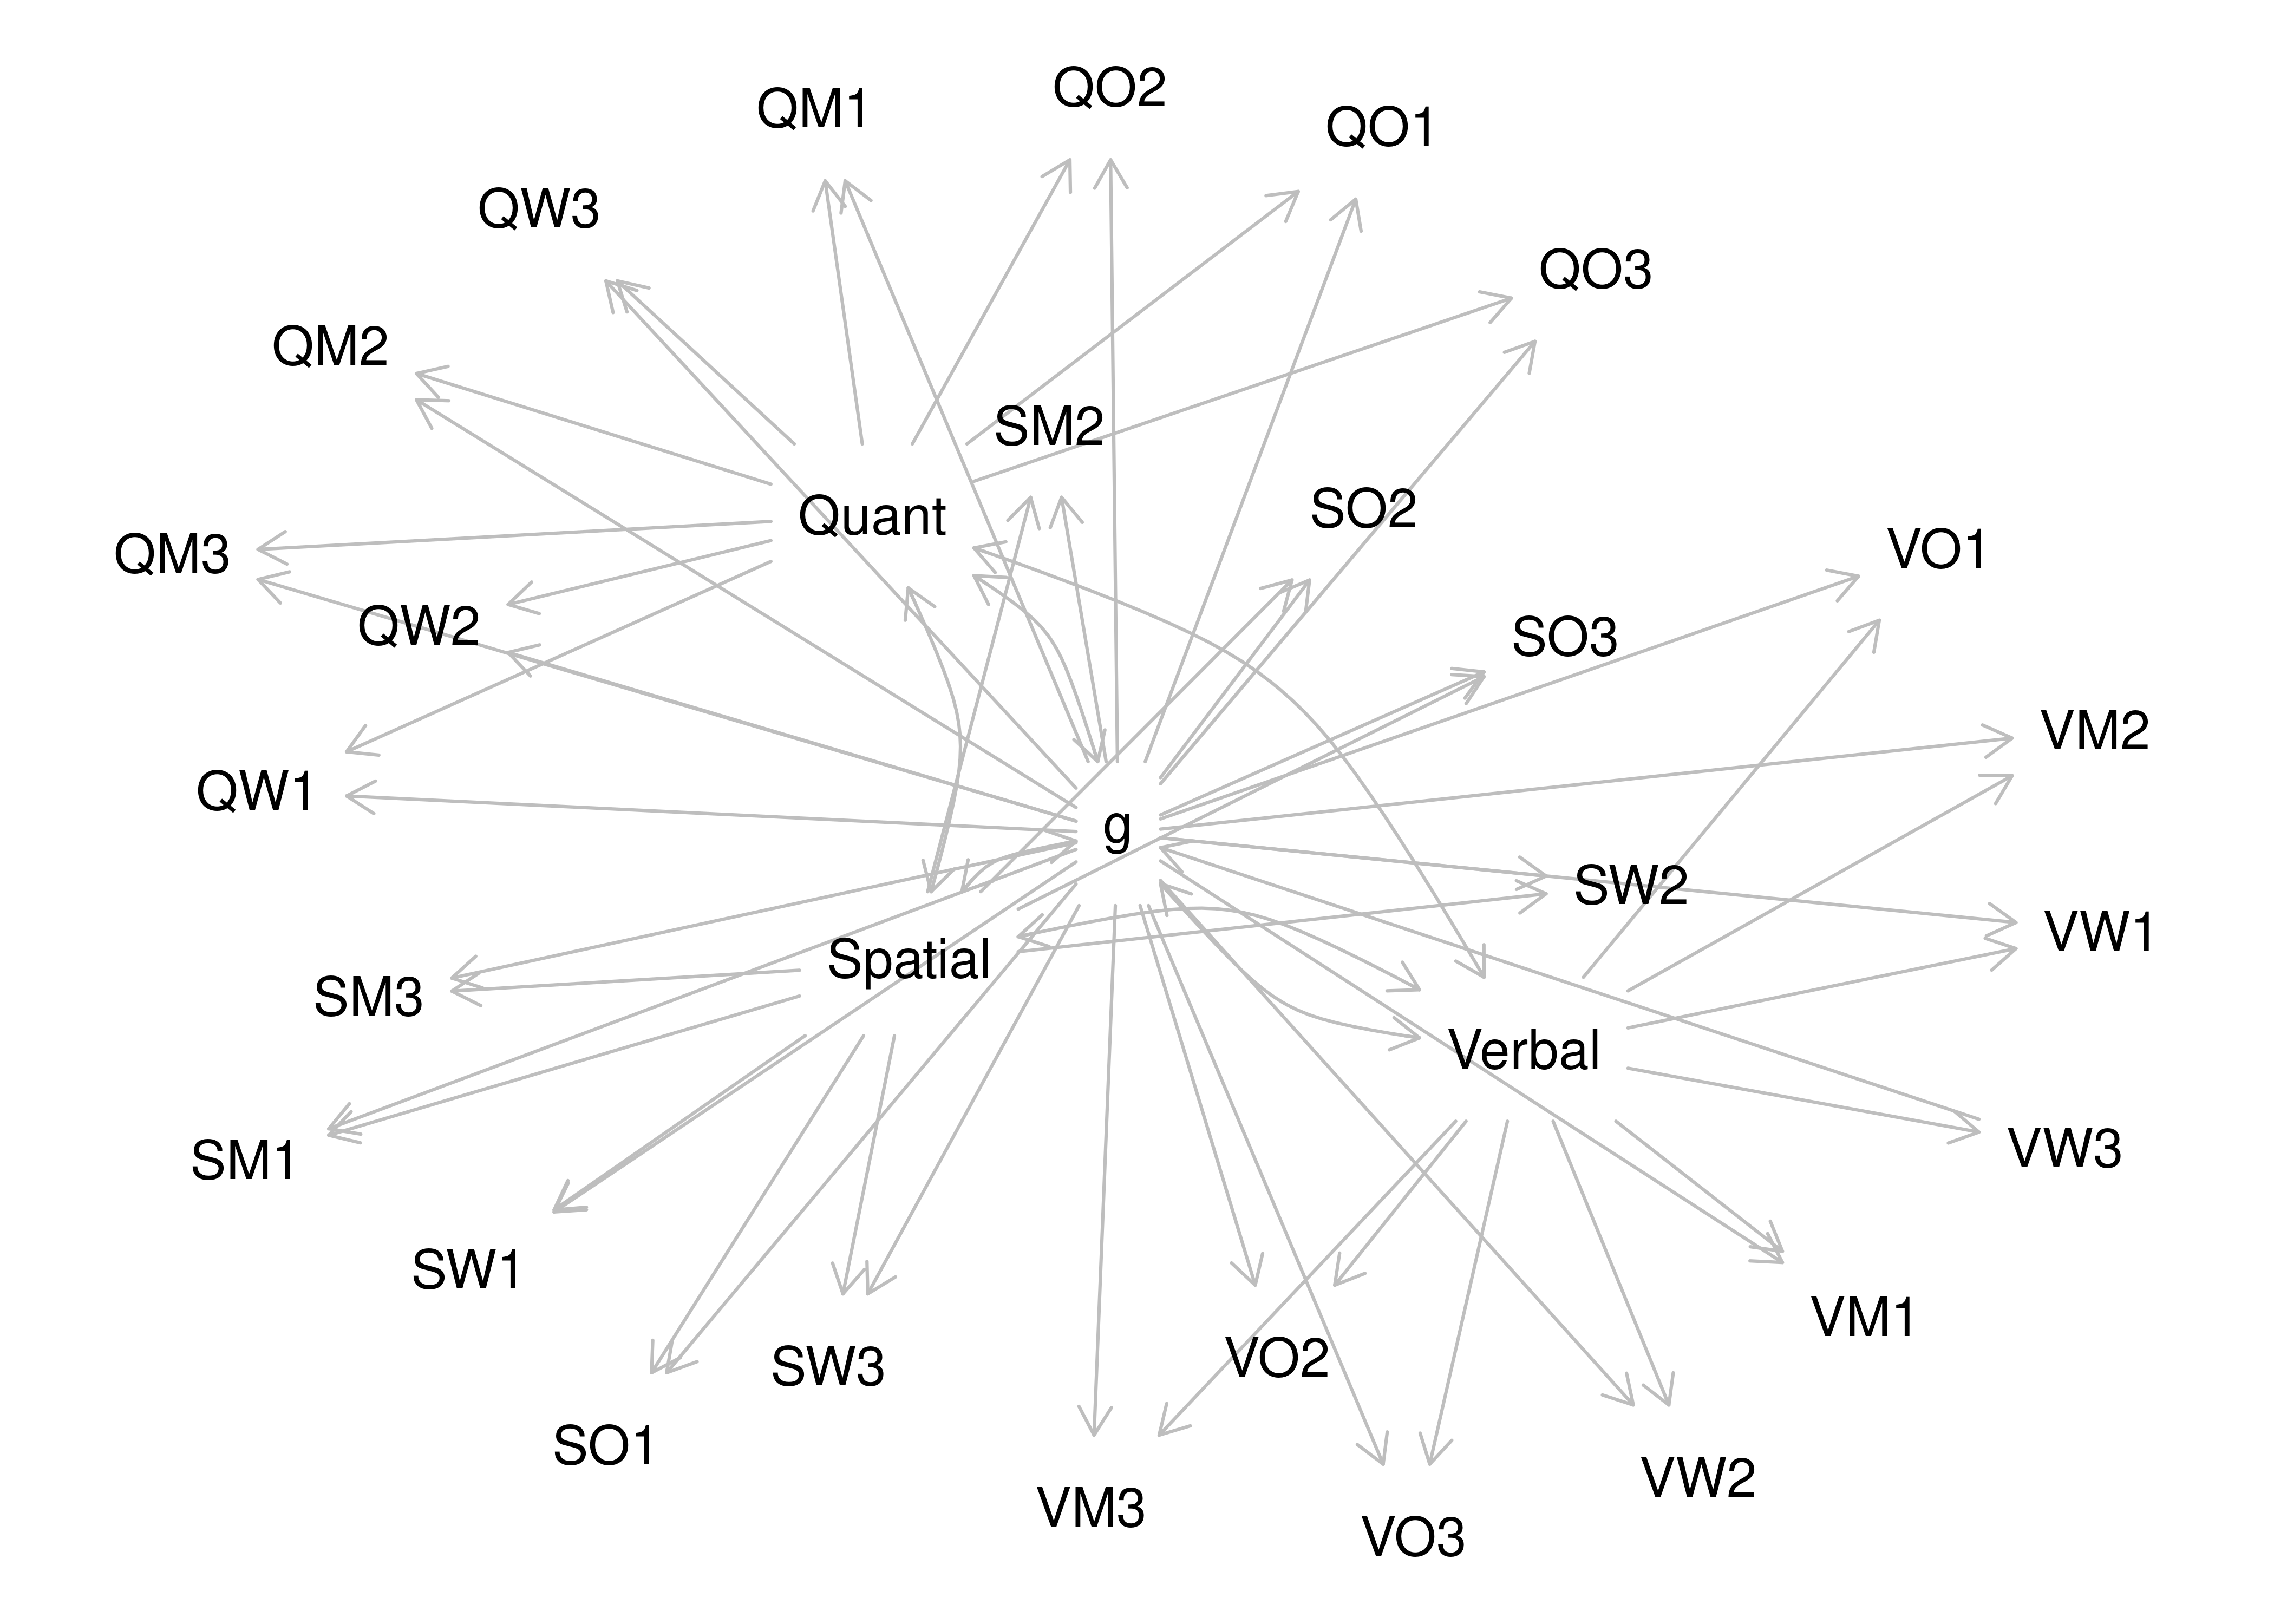 QO2
QM1
QO1
QW3
QO3
QM2
SM2
SO2
Quant
VO1
QM3
QW2
SO3
VM2
QW1
g
SW2
VW1
Spatial
SM3
Verbal
VW3
SM1
SW1
VM1
VO2
SW3
SO1
VW2
VM3
VO3